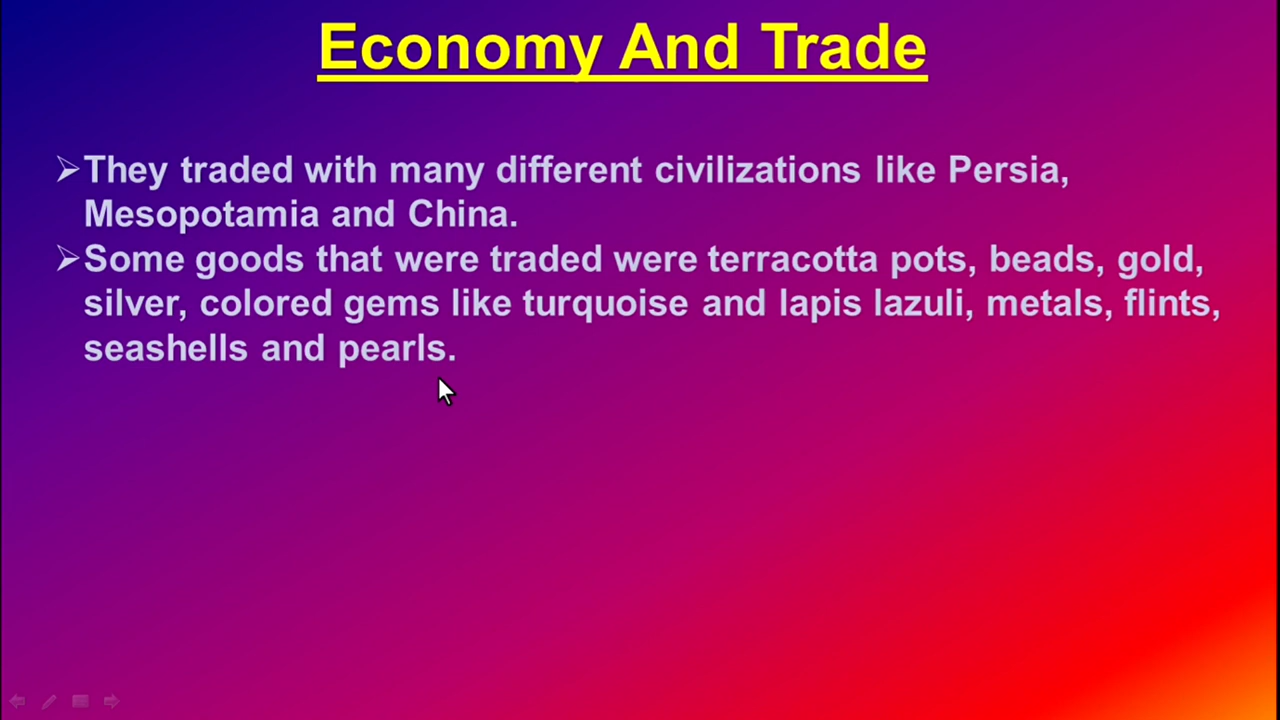 Economy And Trade
They traded with many different civilizations like Persia,
Mesopotamia and China.
Some goods that were traded were terracotta pots, beads, gold,
silver, colored gems like turquoise and lapis lazuli, metals, flints,
seashells and pearls.